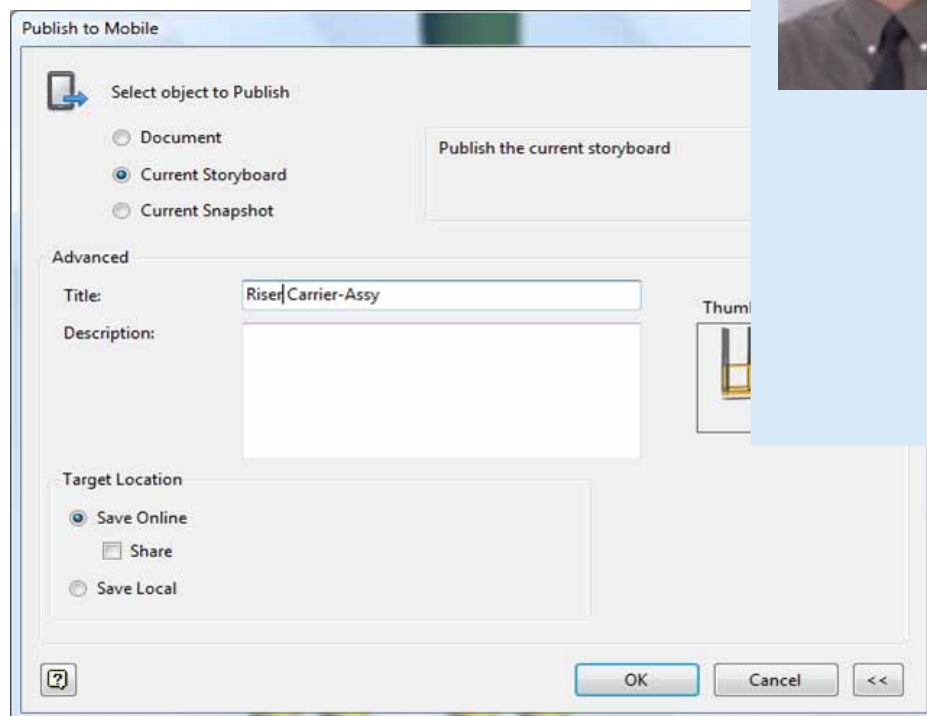 Publish to Mobile
Select object to Publish
Document
Current Storyboard
Current Snapshot
Publish the current storyboard
Advanced
Title:
Riser Carrier-Assy
Description:
Target Location
Save Online
Share
Save Local
?
OK
Cancel
<<